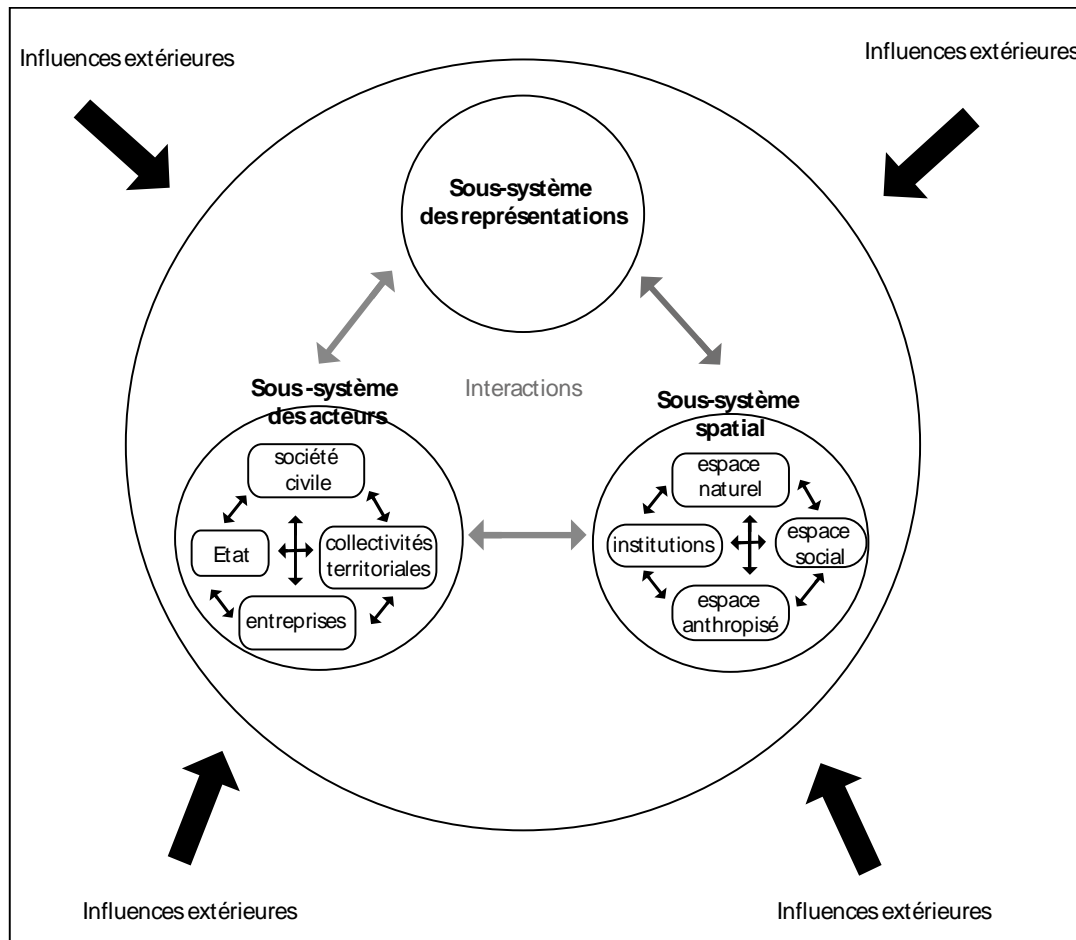 Influences extérieures
Influences extérieures
Sous-système
des représentations
Interactions
Sous-système
des acteurs
société
civile
Etat
collectivités
territoriales
entreprises
Sous-système
spatial
espace
naturel
institutions
espace
social
espace
anthropisé
Influences extérieures
Influences extérieures